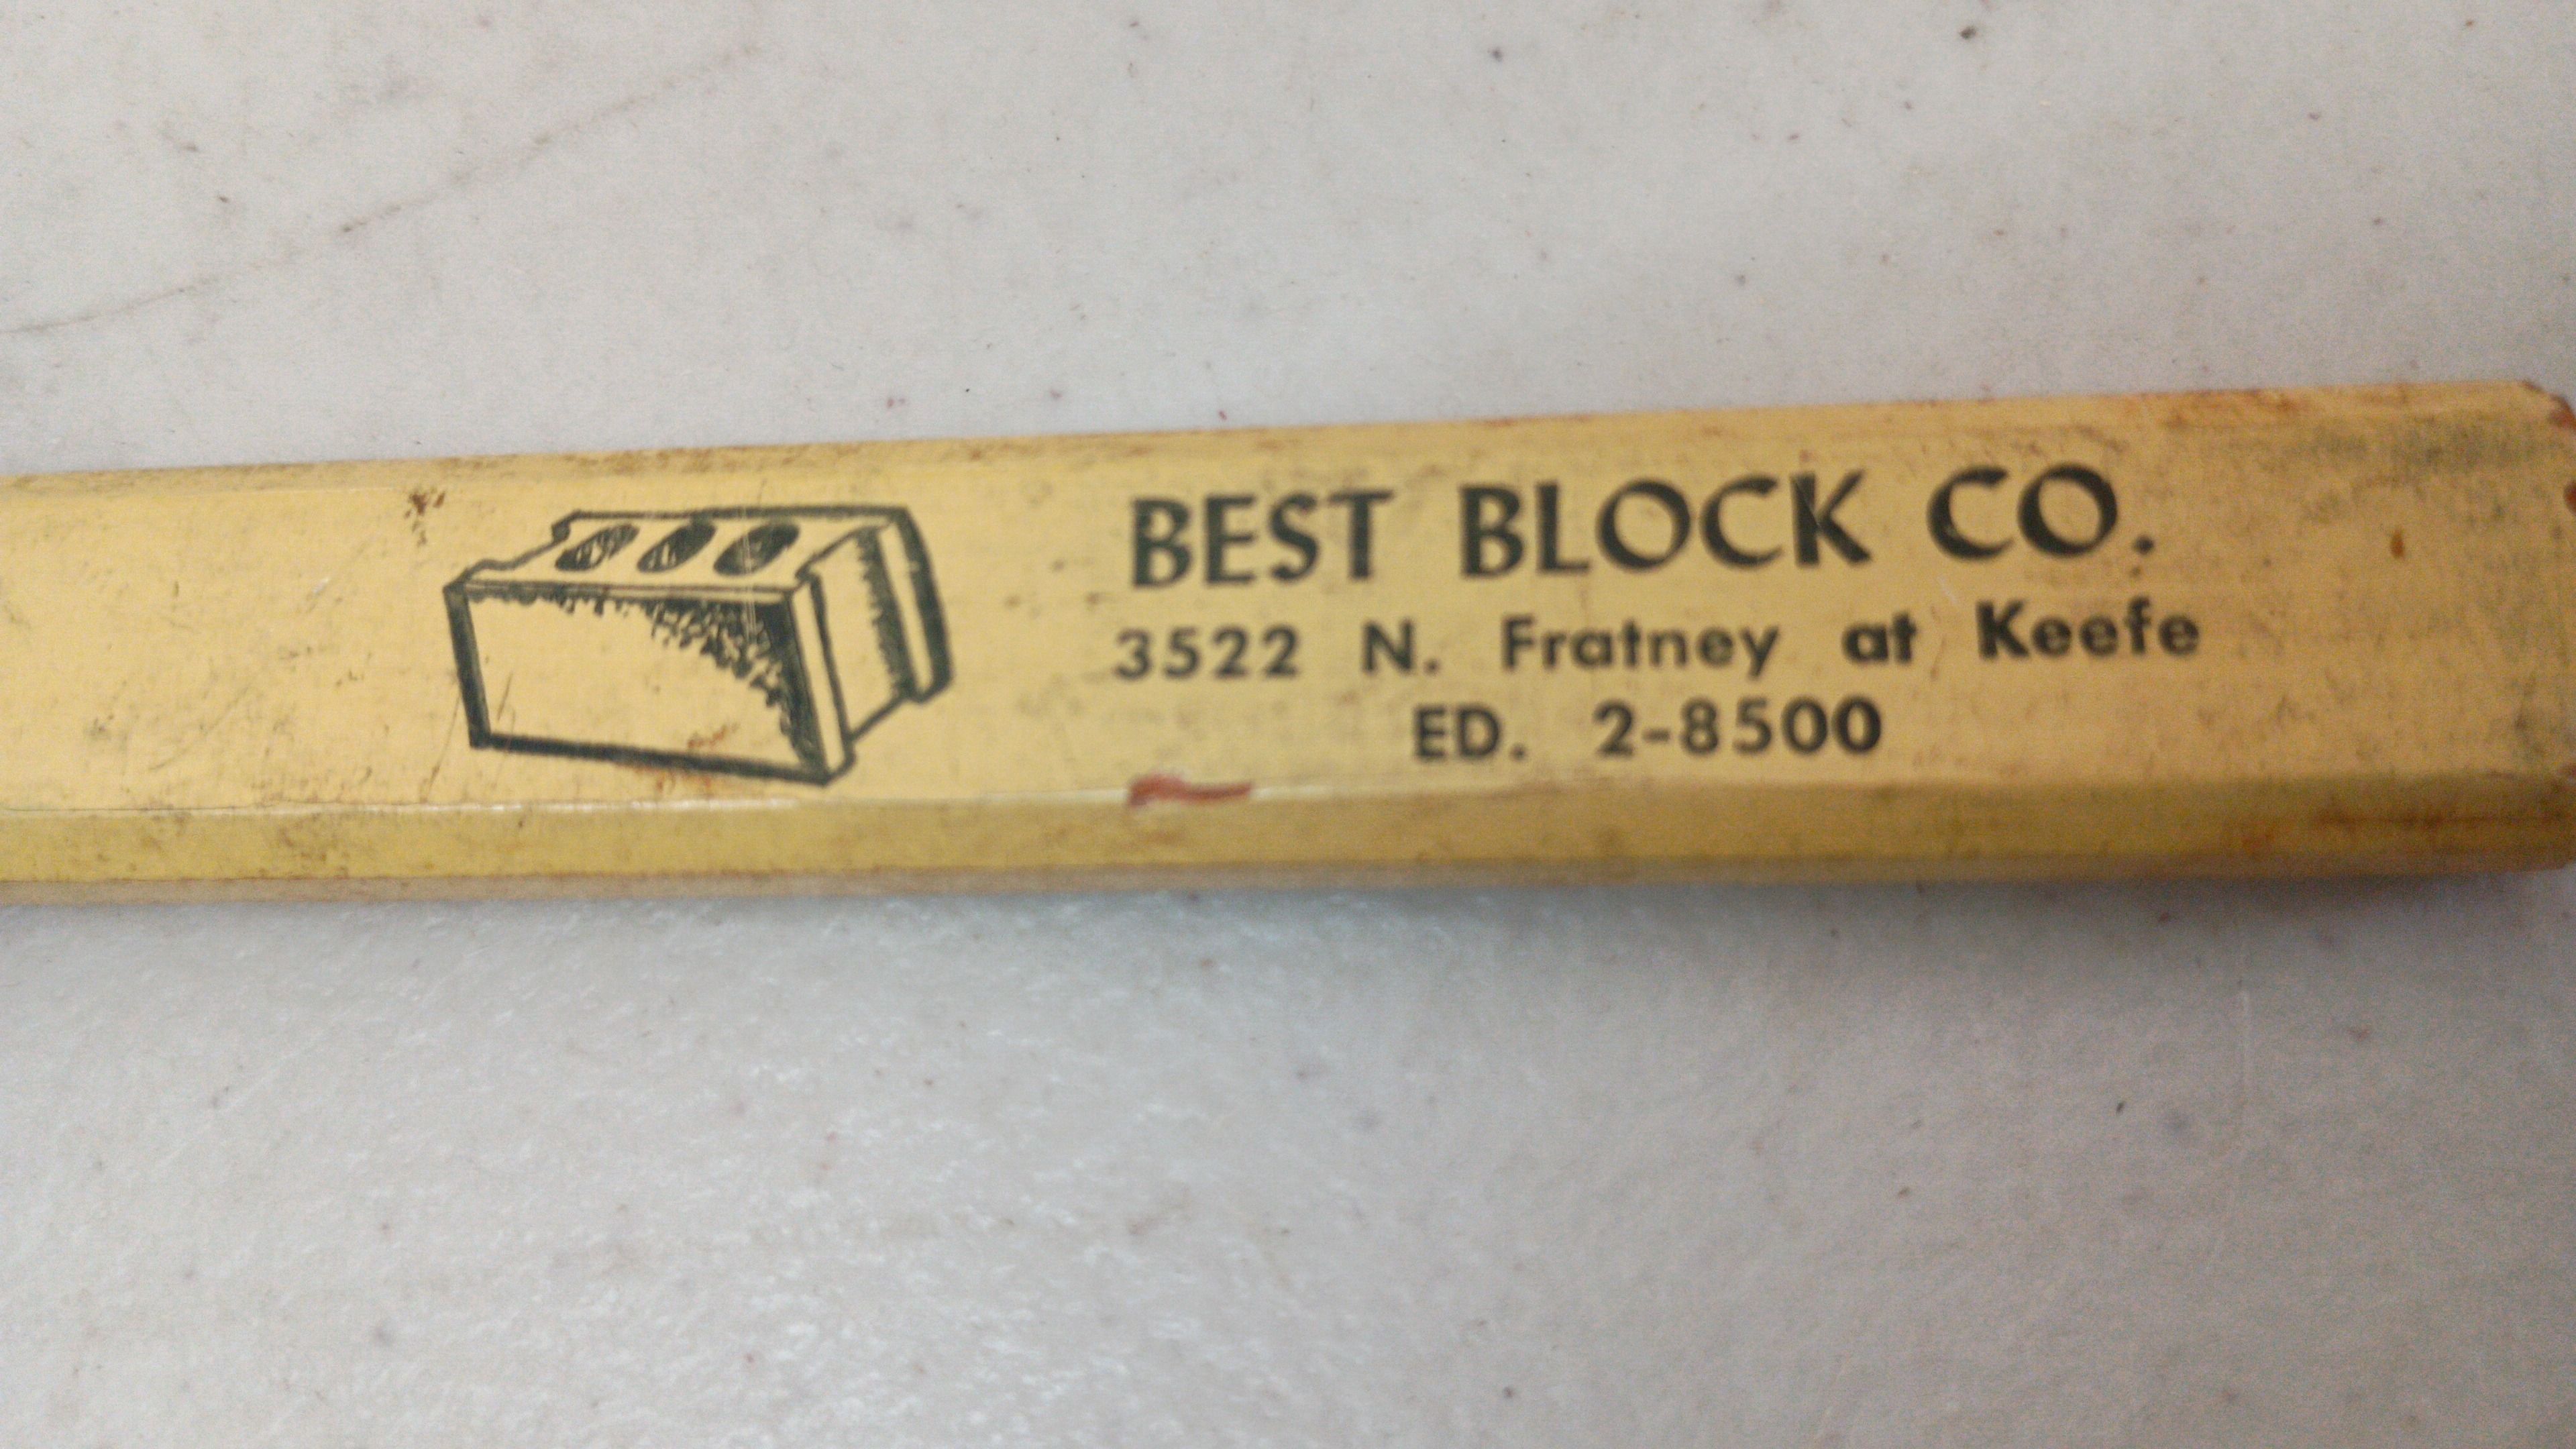 BEST BLOCK CO.
3522 N. Fratney at Keefe
ED. 2-8500